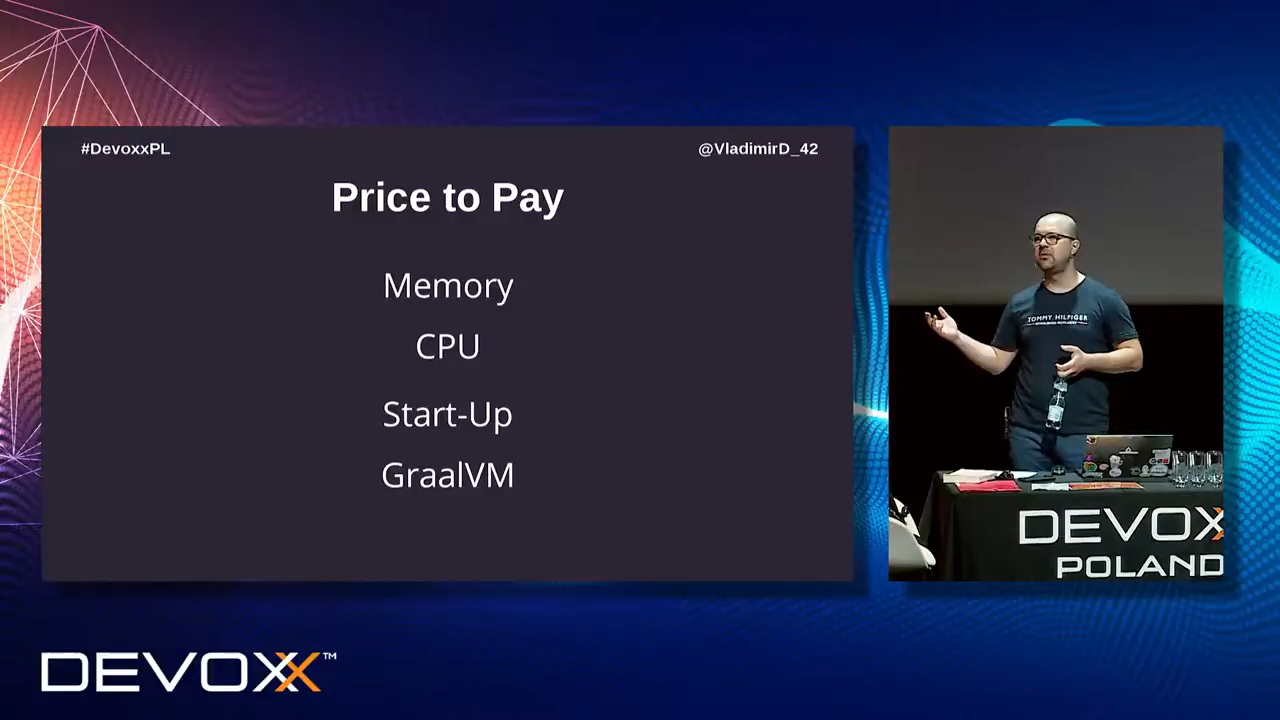 #DevoxxPL
@VladimirD_42
Price to Pay
Memory
CPU
Start-Up
GraalVM
TOMMY HILFIGER
DEVOXX
POLAND
DEVOXX™